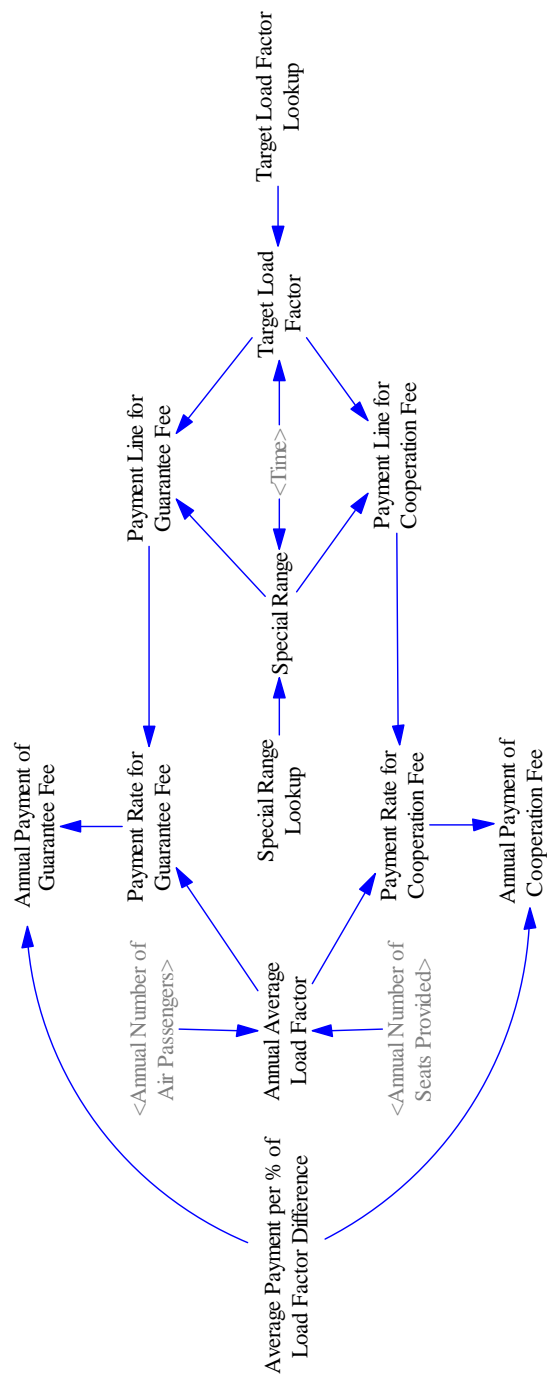 Annual Payment of
Guarantee Fee
<Annual Number of
Air Passengers>
Payment Rate for
Guarantee Fee
Payment Line for
Guarantee Fee
Average Payment per % of
Load Factor Difference
Annual Average
Load Factor
Special Range
Lookup
Special Range
<Time>
Target Load
Factor
Target Load Factor
Lookup
<Annual Number of
Seats Provided>
Payment Rate for
Cooperation Fee
Payment Line for
Cooperation Fee
Annual Payment of
Cooperation Fee